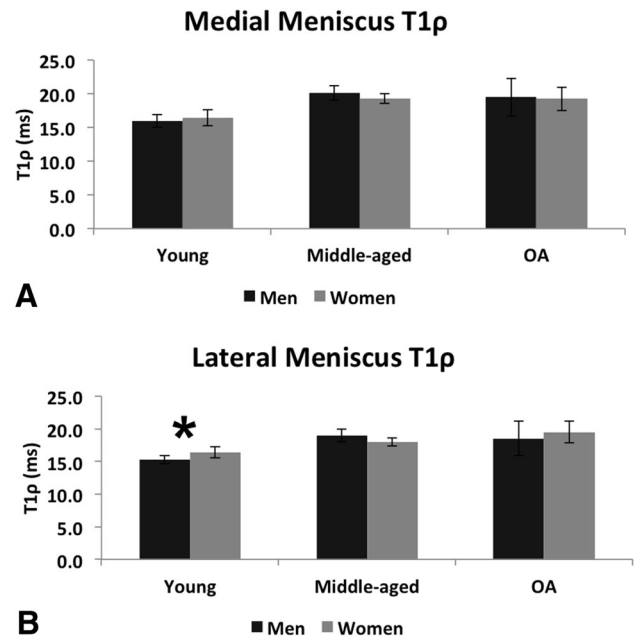 Medial Meniscus T1ρ
T1ρ (ms)
25.0
20.0
15.0
10.0
5.0
0.0
Young Middle-aged OA
A
Men Women
Lateral Meniscus T1ρ
T1ρ (ms)
25.0
20.0
15.0
10.0
5.0
0.0
*
Young Middle-aged OA
B
Men Women